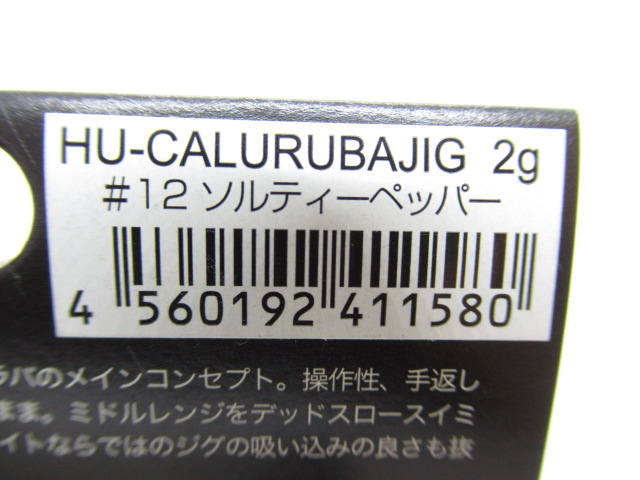 HU-CALURUBAJIG 2g
#12 ソルティーペッパー
4 560192 411580
ラバのメインコンセプト。操作性、手返し
まま。ミドルレンジをデッドスロースイミ
イトならではのジグの吸い込みの良さも抜